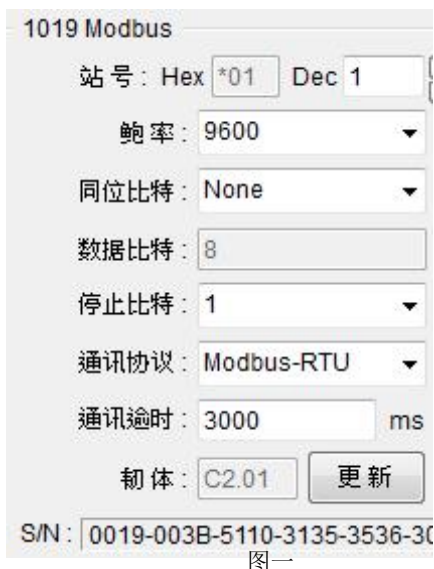 1019 Modbus
站号: Hex *01 Dec 1
鲍率: 9600
同位比特: None
数据比特: 8
停止比特: 1
通讯协议: Modbus-RTU
通讯逾时: 3000 ms
韧体: C2.01 更新
S/N: 0019-003B-5110-3135-3536-30
图一